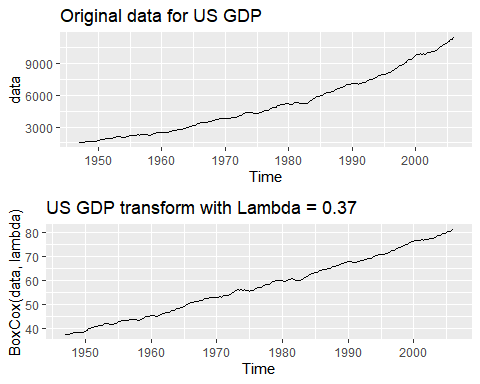 Original data for US GDP
data
9000
6000
3000
1950 1960 1970 1980 1990 2000
Time
US GDP transform with Lambda = 0.37
BoxCox(data, lambda)
80
70
60
50
40
1950 1960 1970 1980 1990 2000
Time